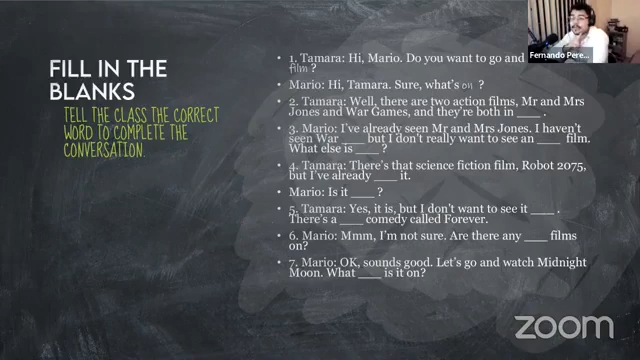 FILL IN THE
BLANKS
TELL THE CLASS THE CORRECT
WORD TO COMPLETE THE
CONVERSATION.
• 1. Tamara: Hi, Mario. Do you want to go and
film ?
Mario: Hi, Tamara. Sure, what's on ?
• 2. Tamara: Well, there are two action films, Mr and Mrs
Jones and War Games, and they're both in ___ .
• 3. Mario: I've already seen Mr and Mrs Jones. I haven't
seen War ___ but I don't really want to see an ___ film.
What else is ___ ?
• 4. Tamara: There's that science fiction film, Robot 2075,
but I've already ___ it.
Mario: Is it ___ ?
• 5. Tamara: Yes, it is, but I don't want to see it ___ .
There's a ___ comedy called Forever.
• 6. Mario: Mmm, I'm not sure. Are there any ___ films
on?
• 7. Mario: OK, sounds good. Let's go and watch Midnight
Moon. What ___ is it on?
Fernando Pere...
zoom